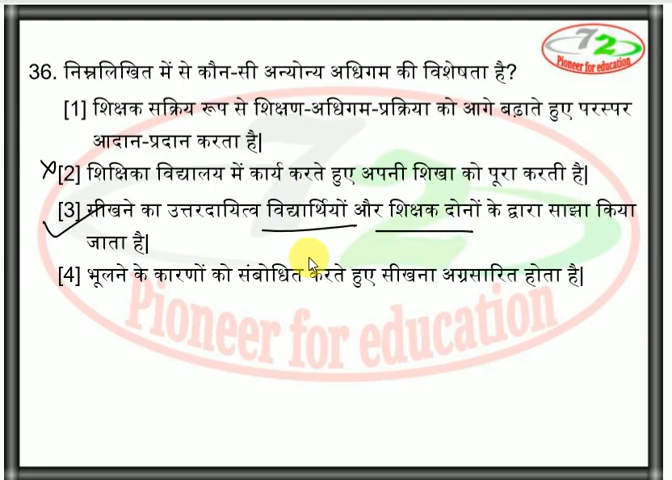 72
Pioneer for education
36. निम्नलिखित में से कौन-सी अन्योन्य अधिगम की विशेषता है?
[1] शिक्षक सक्रिय रूप से शिक्षण-अधिगम-प्रक्रिया को आगे बढ़ाते हुए परस्पर
आदान-प्रदान करता है|
[2] शिक्षिका विद्यालय में कार्य करते हुए अपनी शिखा को पूरा करती है|
[3] सीखने का उत्तरदायित्व विद्यार्थियों और शिक्षक दोनों के द्वारा साझा किया
जाता है|
[4] भूलने के कारणों को संबोधित करते हुए सीखना अग्रसारित होता है|
72
Pioneer for education